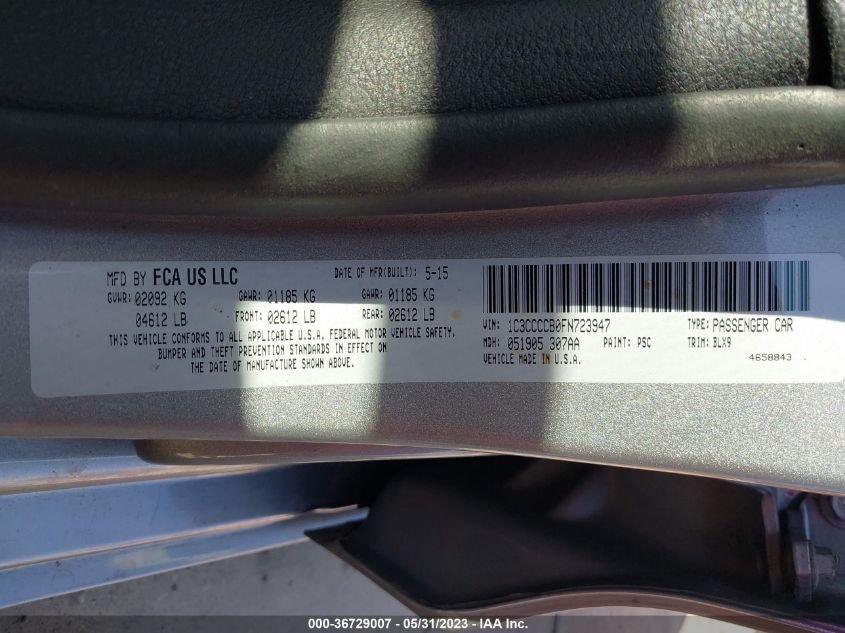 MFD BY FCA US LLC DATE OF MFR(BUILT): 5-15
GVWR: 02092 KG GAWR: 01185 KG GAWR: 01185 KG
04612 LB FRONT: 02612 LB REAR: 02612 LB
THIS VEHICLE CONFORMS TO ALL APPLICABLE U.S.A. FEDERAL MOTOR VEHICLE SAFETY,
BUMPER AND THEFT PREVENTION STANDARDS IN EFFECT ON
THE DATE OF MANUFACTURE SHOWN ABOVE.
VIN: 1C3CCCCB0FN723947 TYPE: PASSENGER CAR
MDH: 051905 307AA PAINT: PSC TRIM: BLX9
VEHICLE MADE IN U.S.A. 4658843
000-36729007 - 05/31/2023 - IAA Inc.